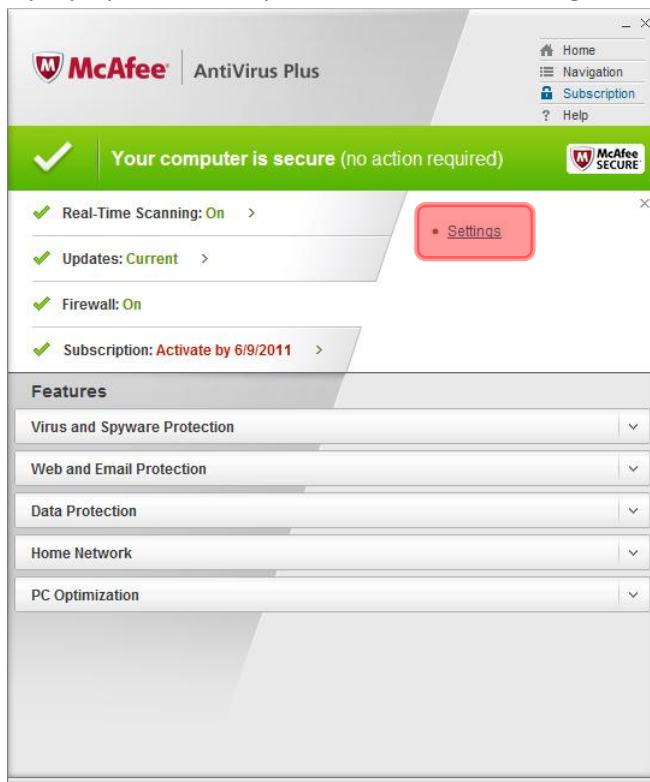 McAfee AntiVirus Plus
Home
Navigation
Subscription
? Help
Your computer is secure (no action required)
McAfee SECURE
Real-Time Scanning: On >
Settings
Updates: Current >
Firewall: On
Subscription: Activate by 6/9/2011 >
Features
Virus and Spyware Protection
Web and Email Protection
Data Protection
Home Network
PC Optimization